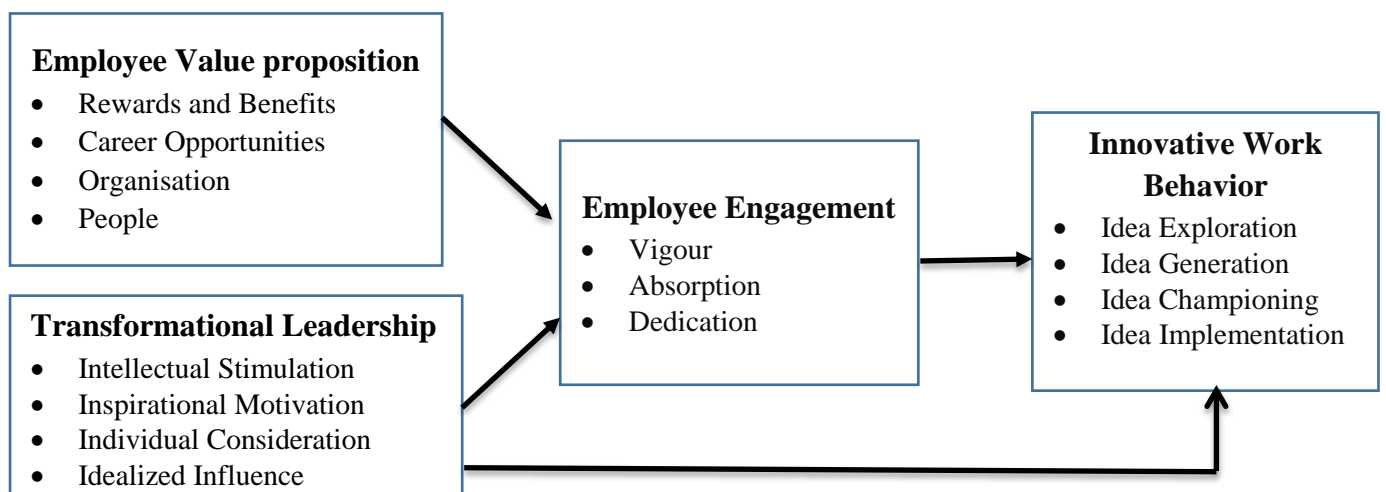 Employee Value proposition
• Rewards and Benefits
• Career Opportunities
• Organisation
• People
Transformational Leadership
• Intellectual Stimulation
• Inspirational Motivation
• Individual Consideration
• Idealized Influence
Employee Engagement
• Vigour
• Absorption
• Dedication
Innovative Work
Behavior
• Idea Exploration
• Idea Generation
• Idea Championing
• Idea Implementation